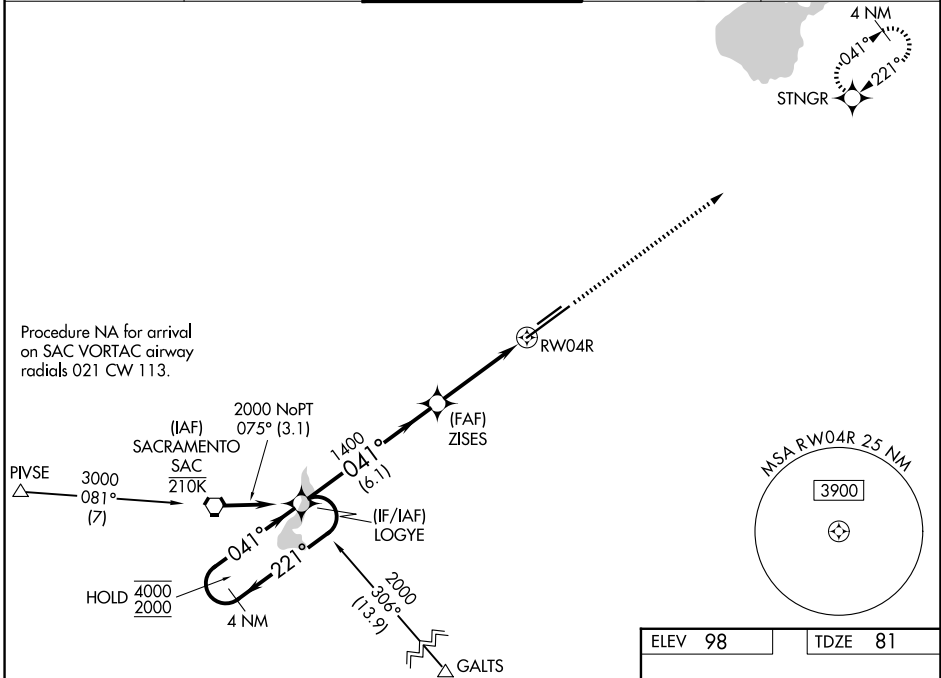 4 NM
041°
221°
STNGR
RW04R
Procedure NA for arrival
on SAC VORTAC airway
radials 021 CW 113.
(IAF)
SACRAMENTO
SAC
210K
2000 NoPT
075° (3.1)
1400
041°
(6.1)
(FAF)
ZISES
PIVSE
3000
081°
(7)
(IF/IAF)
LOGYE
041°
221°
HOLD 4000
2000
4 NM
2000
306°
(13.9)
GALTS
MSA RW04R 25 NM
3900
ELEV 98
TDZE 81